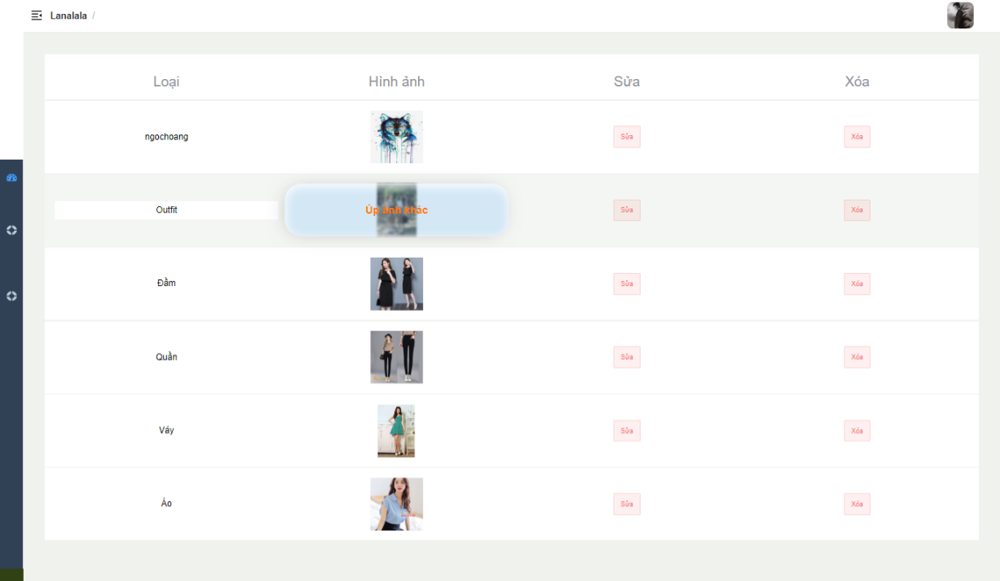 Lanalala /
Loại Hình ảnh Sửa Xóa
ngochoang Sửa Xóa
Outfit Úp ảnh khác Sửa Xóa
Đầm Sửa Xóa
Quần Sửa Xóa
Váy Sửa Xóa
Áo Sửa Xóa